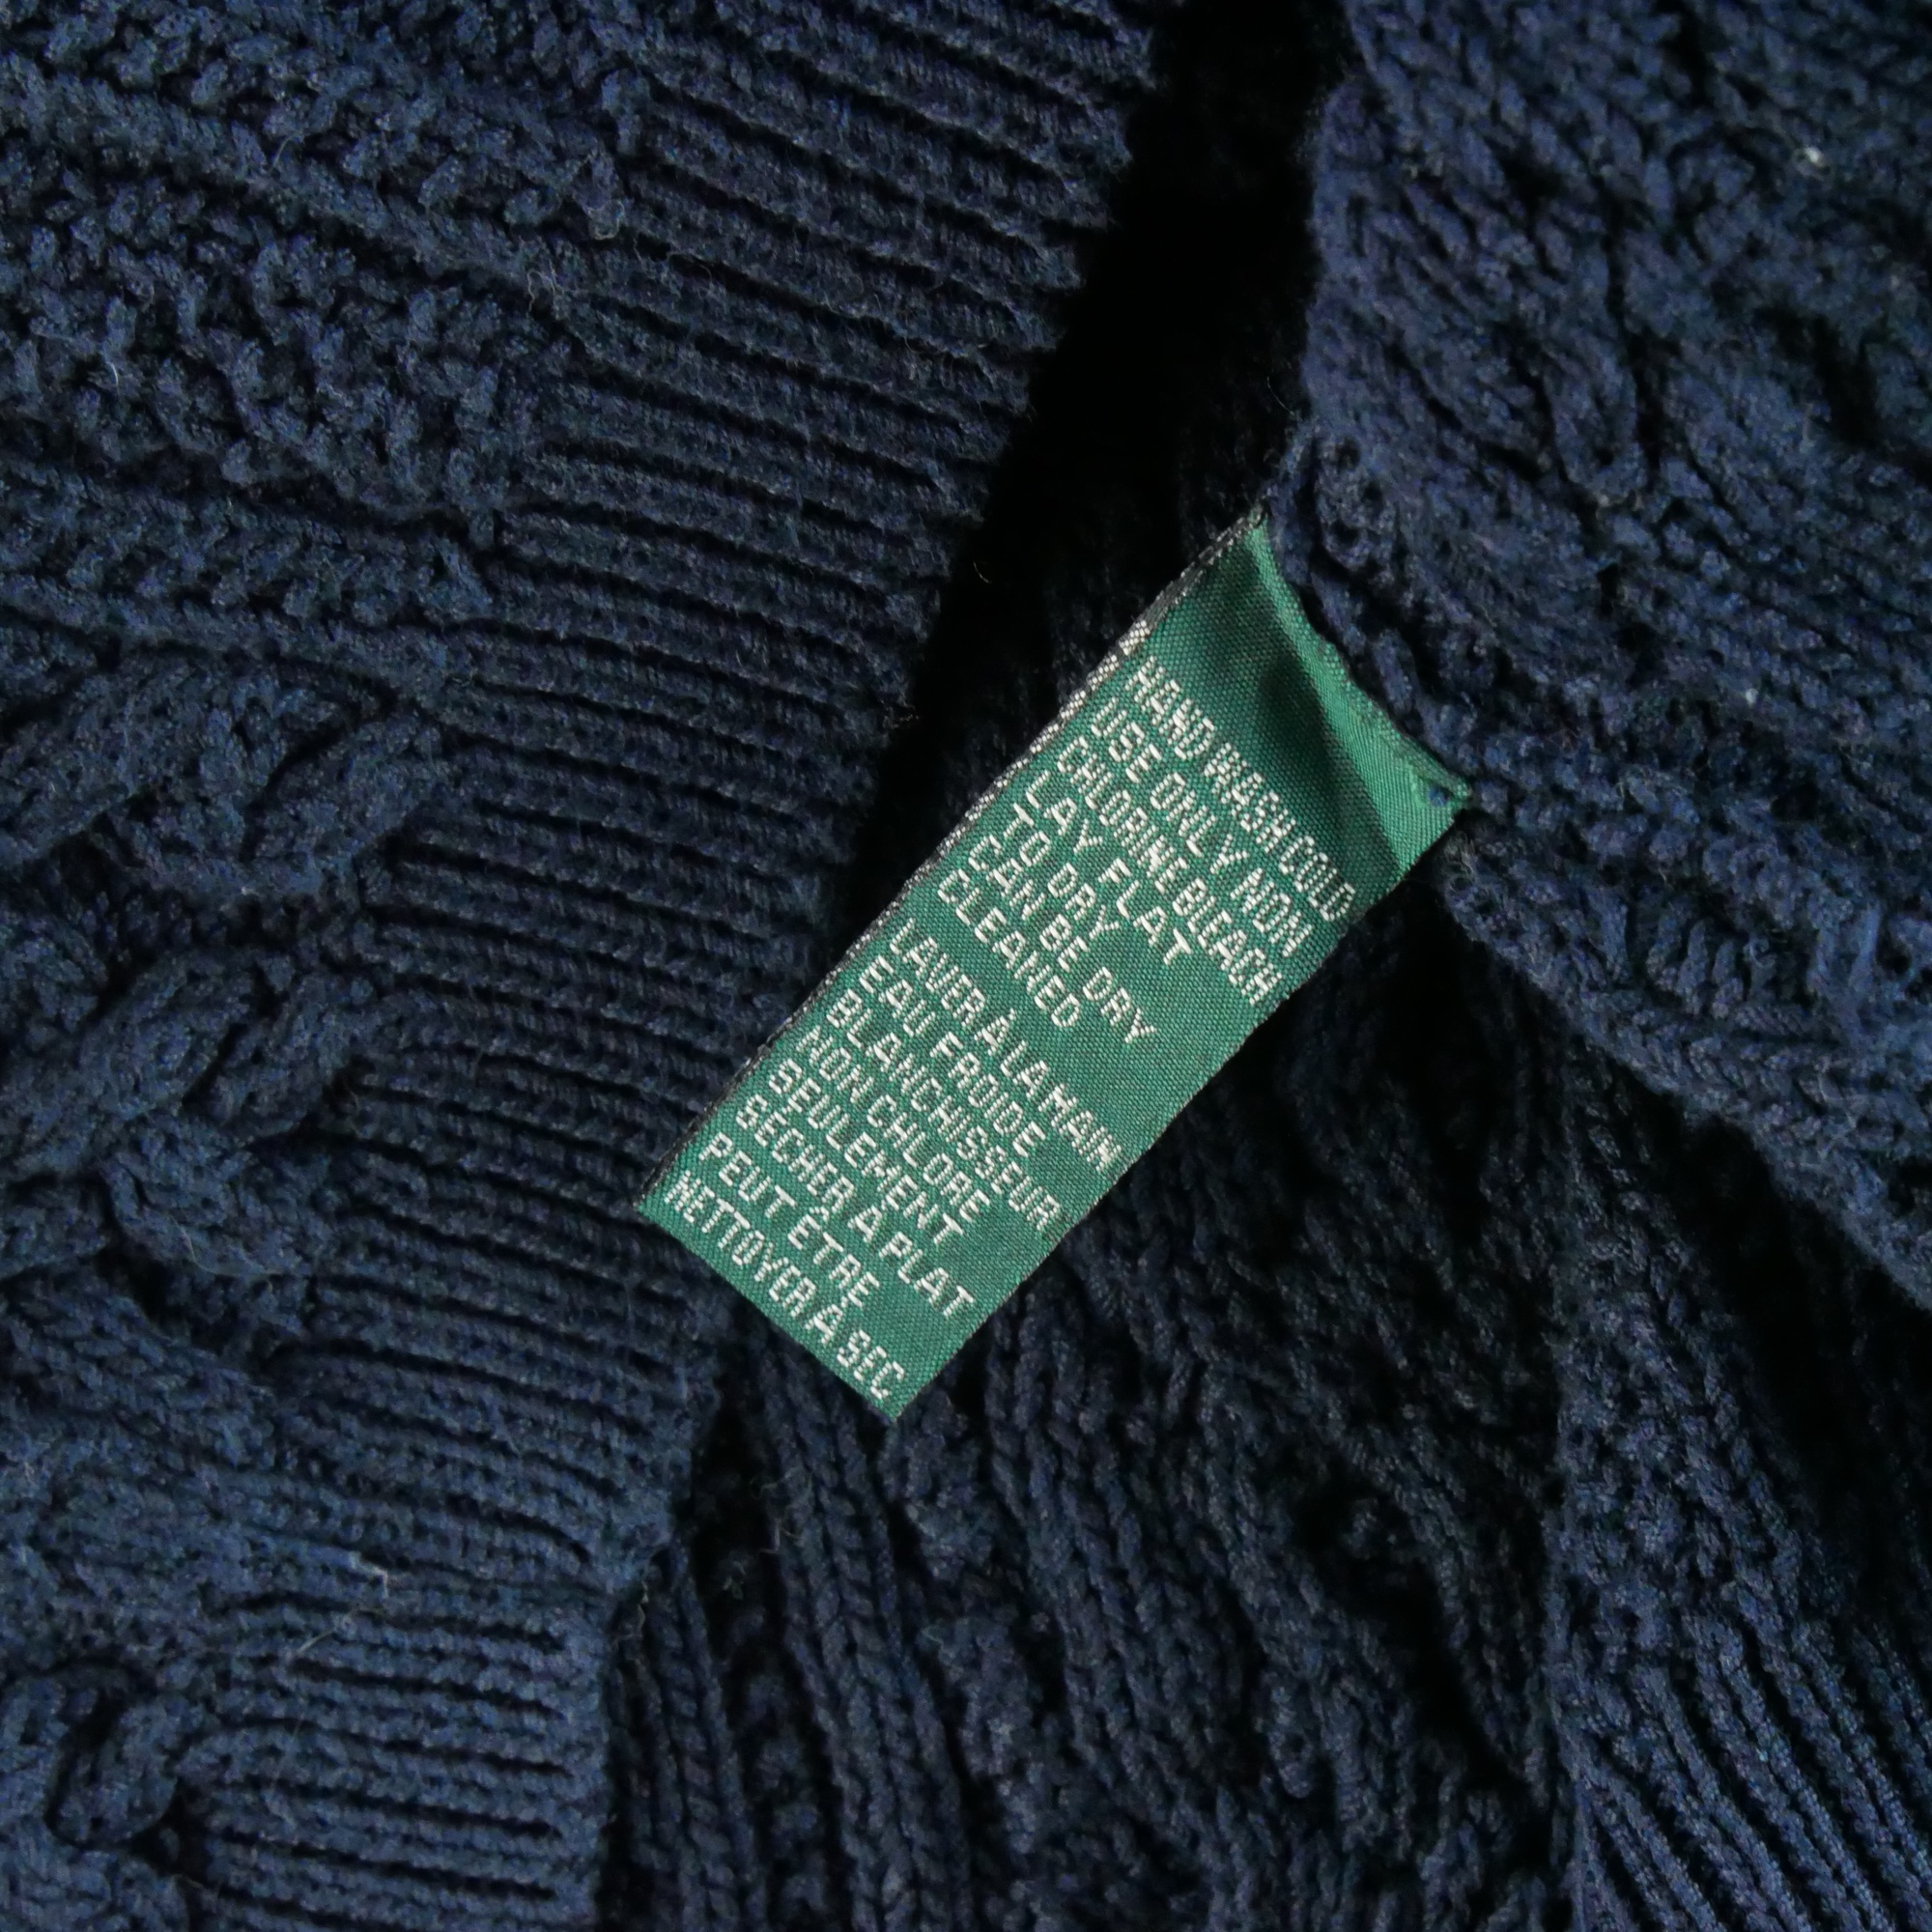 HAND WASH COLD
USE ONLY NON
CHLORINE BLEACH
LAY FLAT
TO DRY
CAN BE DRY
CLEANED
LAVER À LA MAIN
EAU FROIDE
BLANCHISSEUR
NON CHLORE
SEULEMENT
SÉCHER À PLAT
PEUT ÊTRE
NETTOYER À SEC